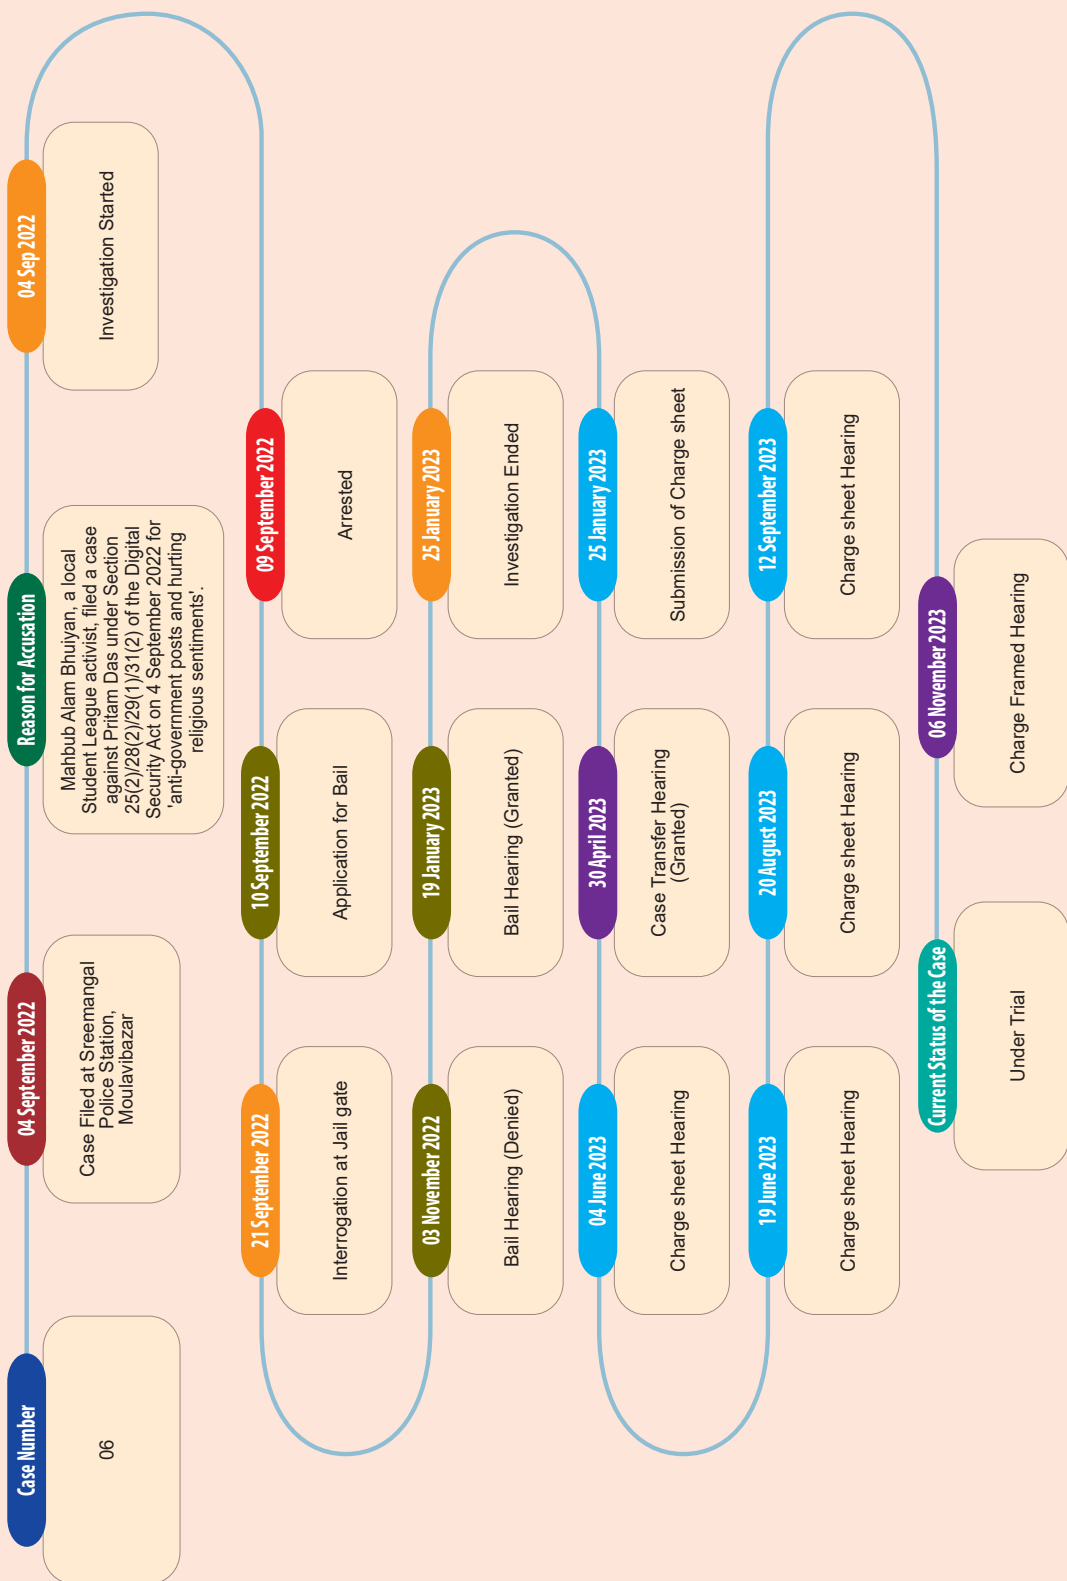 Case Number
06
04 September 2022
Case Filed at Sreemangal
Police Station,
Moulavibazar
Reason for Accusation
Mahbub Alam Bhuiyan, a local
Student League activist, filed a case
against Pritam Das under Section
25(2)/28(2)/29(1)/31(2) of the Digital
Security Act on 4 September 2022 for
'anti-government posts and hurting
religious sentiments'.
04 Sep 2022
Investigation Started
09 September 2022
Arrested
10 September 2022
Application for Bail
21 September 2022
Interrogation at Jail gate
03 November 2022
Bail Hearing (Denied)
19 January 2023
Bail Hearing (Granted)
25 January 2023
Investigation Ended
25 January 2023
Submission of Charge sheet
30 April 2023
Case Transfer Hearing
(Granted)
04 June 2023
Charge sheet Hearing
19 June 2023
Charge sheet Hearing
20 August 2023
Charge sheet Hearing
12 September 2023
Charge sheet Hearing
06 November 2023
Charge Framed Hearing
Current Status of the Case
Under Trial